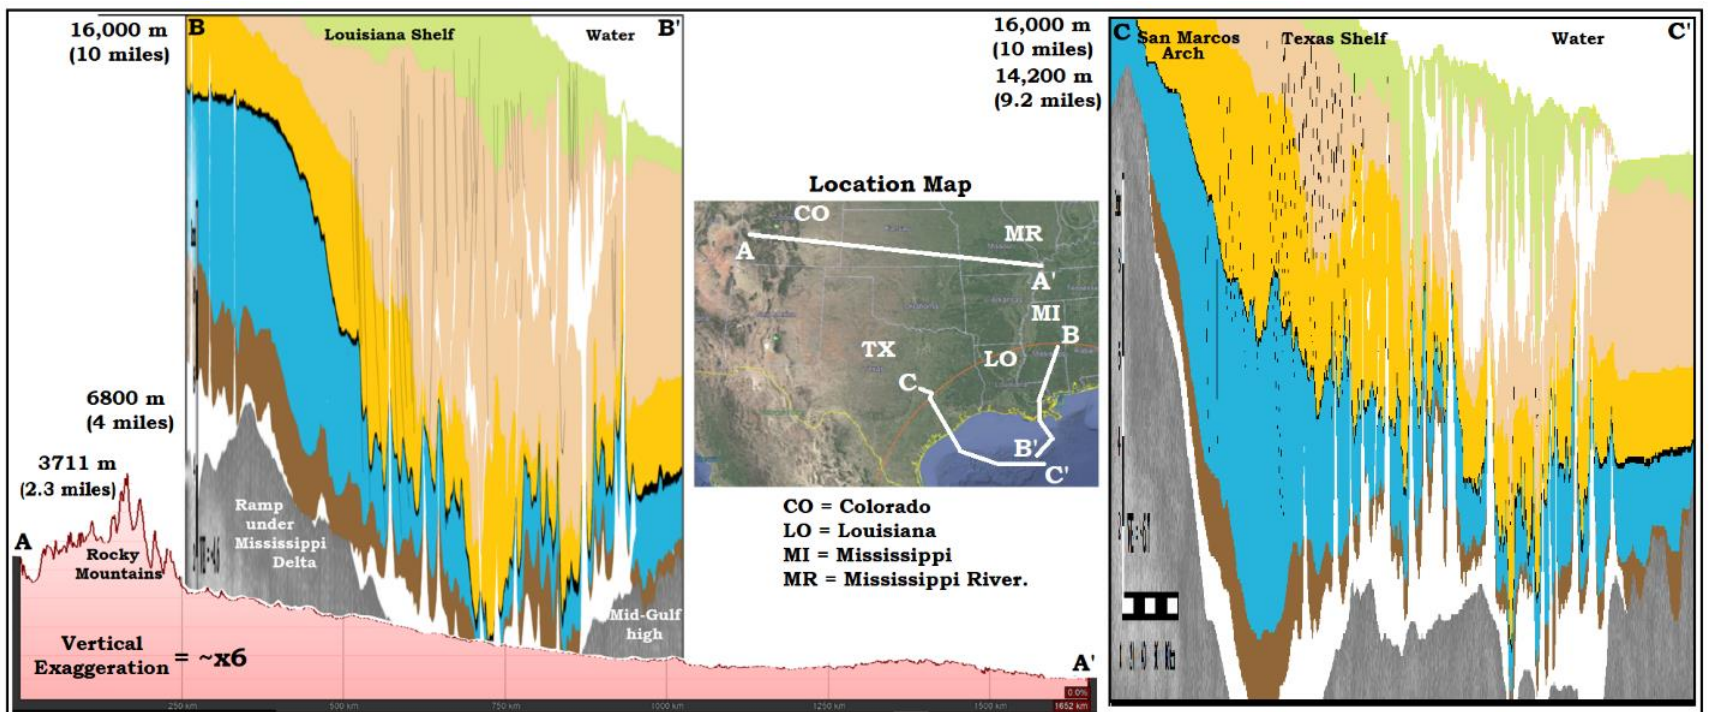 16,000 m
(10 miles)
B
Louisiana Shelf
Water
B'
16,000 m
(10 miles)
14,200 m
(9.2 miles)
C
San Marcos
Arch
Texas Shelf
Water
C'
Location Map
CO
MR
A
A'
MI
B
TX
LO
C
B'
C'
6800 m
(4 miles)
3711 m
(2.3 miles)
A
Rocky
Mountains
Ramp
under
Mississippi
Delta
Mid-Gulf
high
CO = Colorado
LO = Louisiana
MI = Mississippi
MR = Mississippi River.
Vertical
Exaggeration = ~x6
A'
0.0%
250 km
500 km
750 km
1000 km
1250 km
1500 km
1652 km